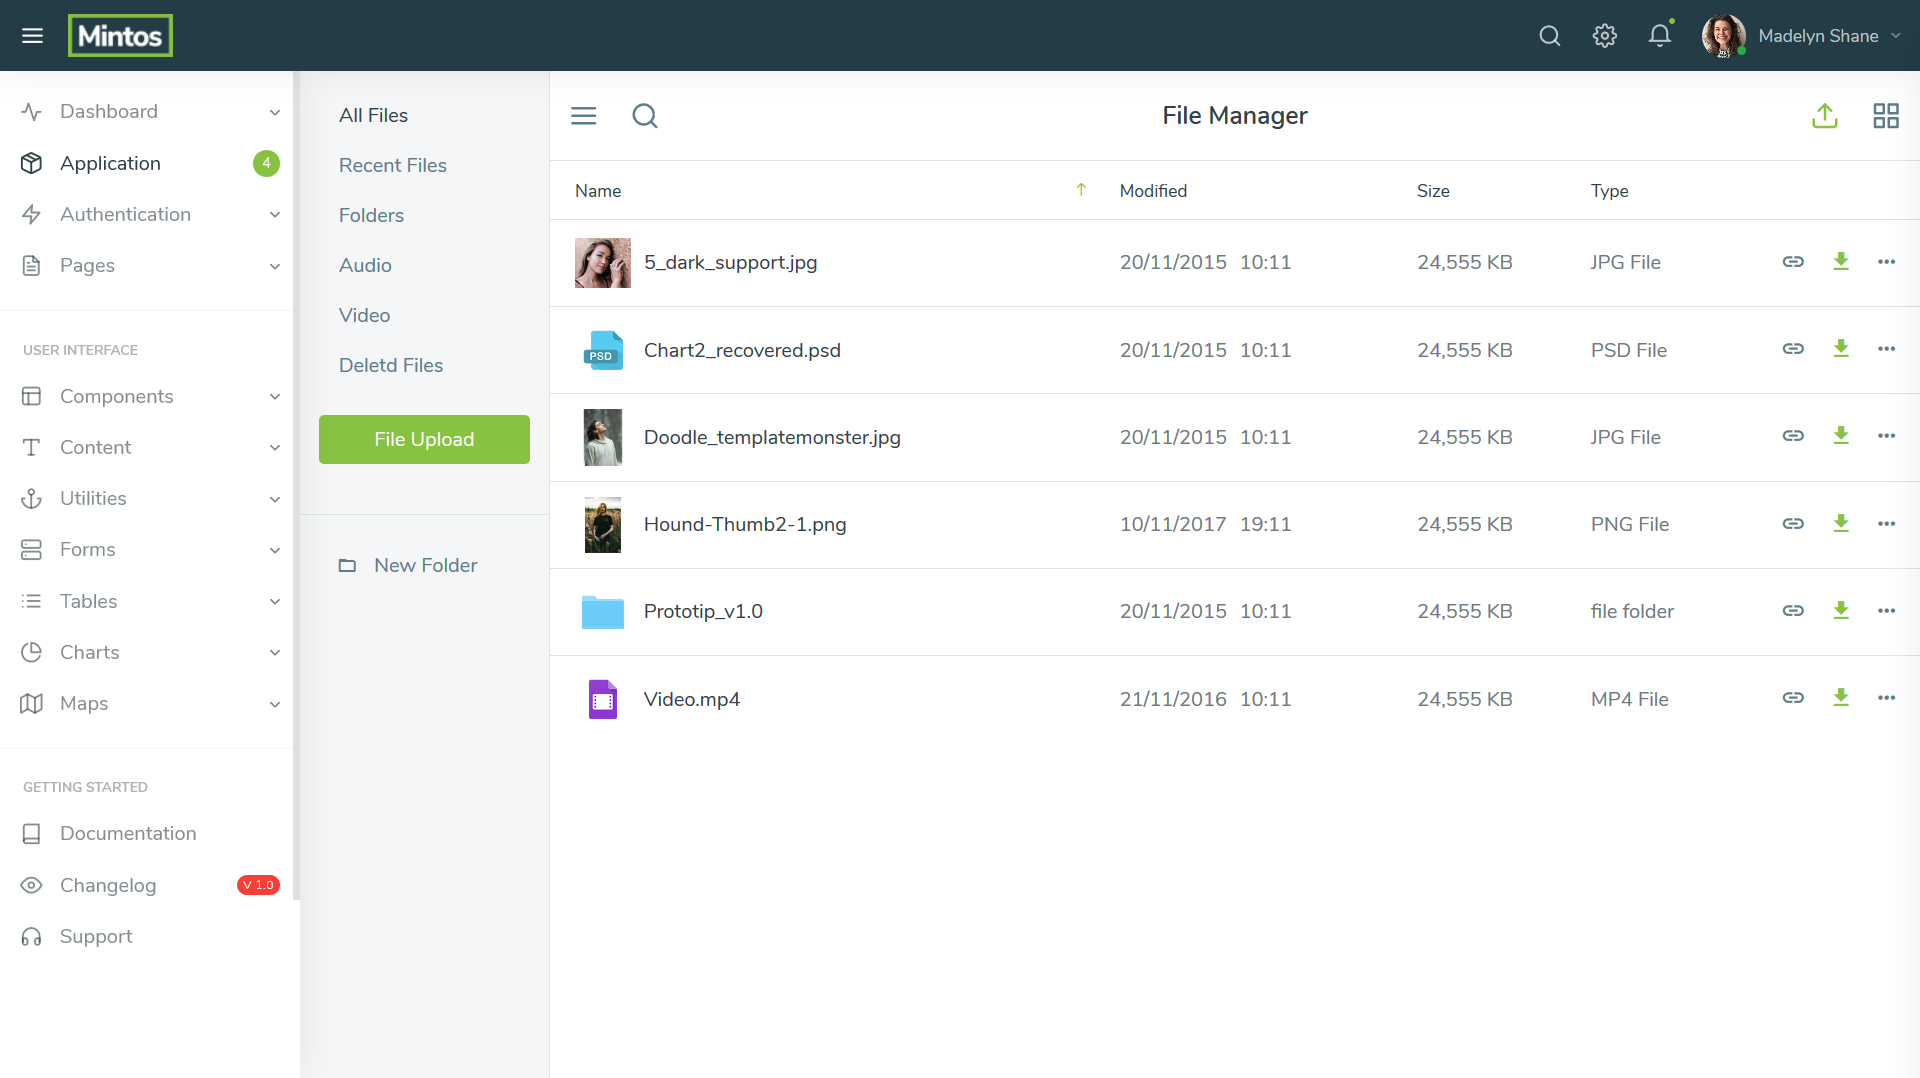 Mintos
Madelyn Shane
Dashboard
Application 4
Authentication
Pages
USER INTERFACE
Components
Content
Utilities
Forms
Tables
Charts
Maps
GETTING STARTED
Documentation
Changelog V 1.0
Support
All Files
Recent Files
Folders
Audio
Video
Deletd Files
File Upload
New Folder
File Manager
Name Modified Size Type
5_dark_support.jpg 20/11/2015 10:11 24,555 KB JPG File
PSD Chart2_recovered.psd 20/11/2015 10:11 24,555 KB PSD File
Doodle_templatemonster.jpg 20/11/2015 10:11 24,555 KB JPG File
Hound-Thumb2-1.png 10/11/2017 19:11 24,555 KB PNG File
Prototip_v1.0 20/11/2015 10:11 24,555 KB file folder
Video.mp4 21/11/2016 10:11 24,555 KB MP4 File